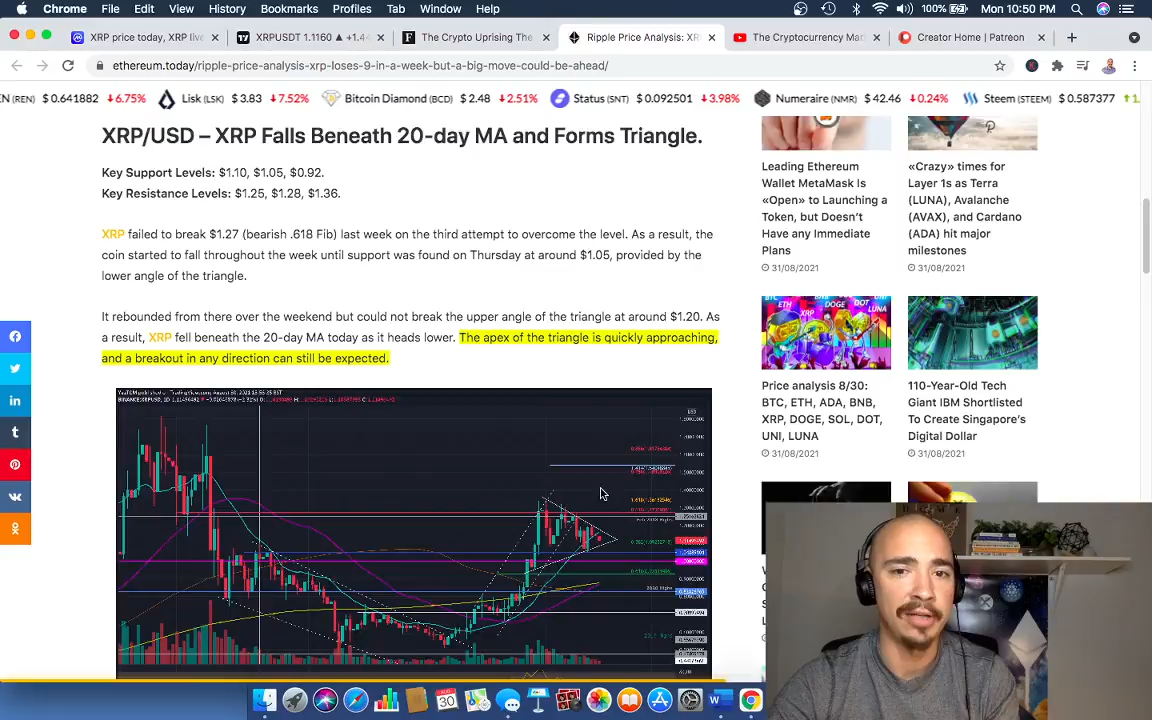 Chrome File Edit View History Bookmarks Profiles Tab Window Help 100% Mon 10:50 PM
XRP price today, XRP live
XRPUSDT 1.1160 ▲ +1.4
The Crypto Uprising The
Ripple Price Analysis: XR
The Cryptocurrency Mar
Creator Home | Patreon
ethereum.today/ripple-price-analysis-xrp-loses-9-in-a-week-but-a-big-move-could-be-ahead/
EN (REN) $ 0.641882 ↓ 6.75% Lisk (LSK) $ 3.83 ↓ 7.52% Bitcoin Diamond (BCD) $ 2.48 ↓ 2.51% Status (SNT) $ 0.092501 ↓ 3.98% Numeraire (NMR) $ 42.46 ↓ 0.24% Steem (STEEM) $ 0.587377 ↑ 1.
XRP/USD – XRP Falls Beneath 20-day MA and Forms Triangle.
Key Support Levels: $1.10, $1.05, $0.92.
Key Resistance Levels: $1.25, $1.28, $1.36.
XRP failed to break $1.27 (bearish .618 Fib) last week on the third attempt to overcome the level. As a result, the
coin started to fall throughout the week until support was found on Thursday at around $1.05, provided by the
lower angle of the triangle.
It rebounded from there over the weekend but could not break the upper angle of the triangle at around $1.20. As
a result, XRP fell beneath the 20-day MA today as it heads lower. The apex of the triangle is quickly approaching,
and a breakout in any direction can still be expected.
Leading Ethereum
Wallet MetaMask Is
«Open» to Launching a
Token, but Doesn't
Have any Immediate
Plans
31/08/2021
«Crazy» times for
Layer 1s as Terra
(LUNA), Avalanche
(AVAX), and Cardano
(ADA) hit major
milestones
31/08/2021
BTC ETH DOGE DOT
XRP LUNA
Price analysis 8/30:
BTC, ETH, ADA, BNB,
XRP, DOGE, SOL, DOT,
UNI, LUNA
31/08/2021
110-Year-Old Tech
Giant IBM Shortlisted
To Create Singapore's
Digital Dollar
31/08/2021
AUG
30